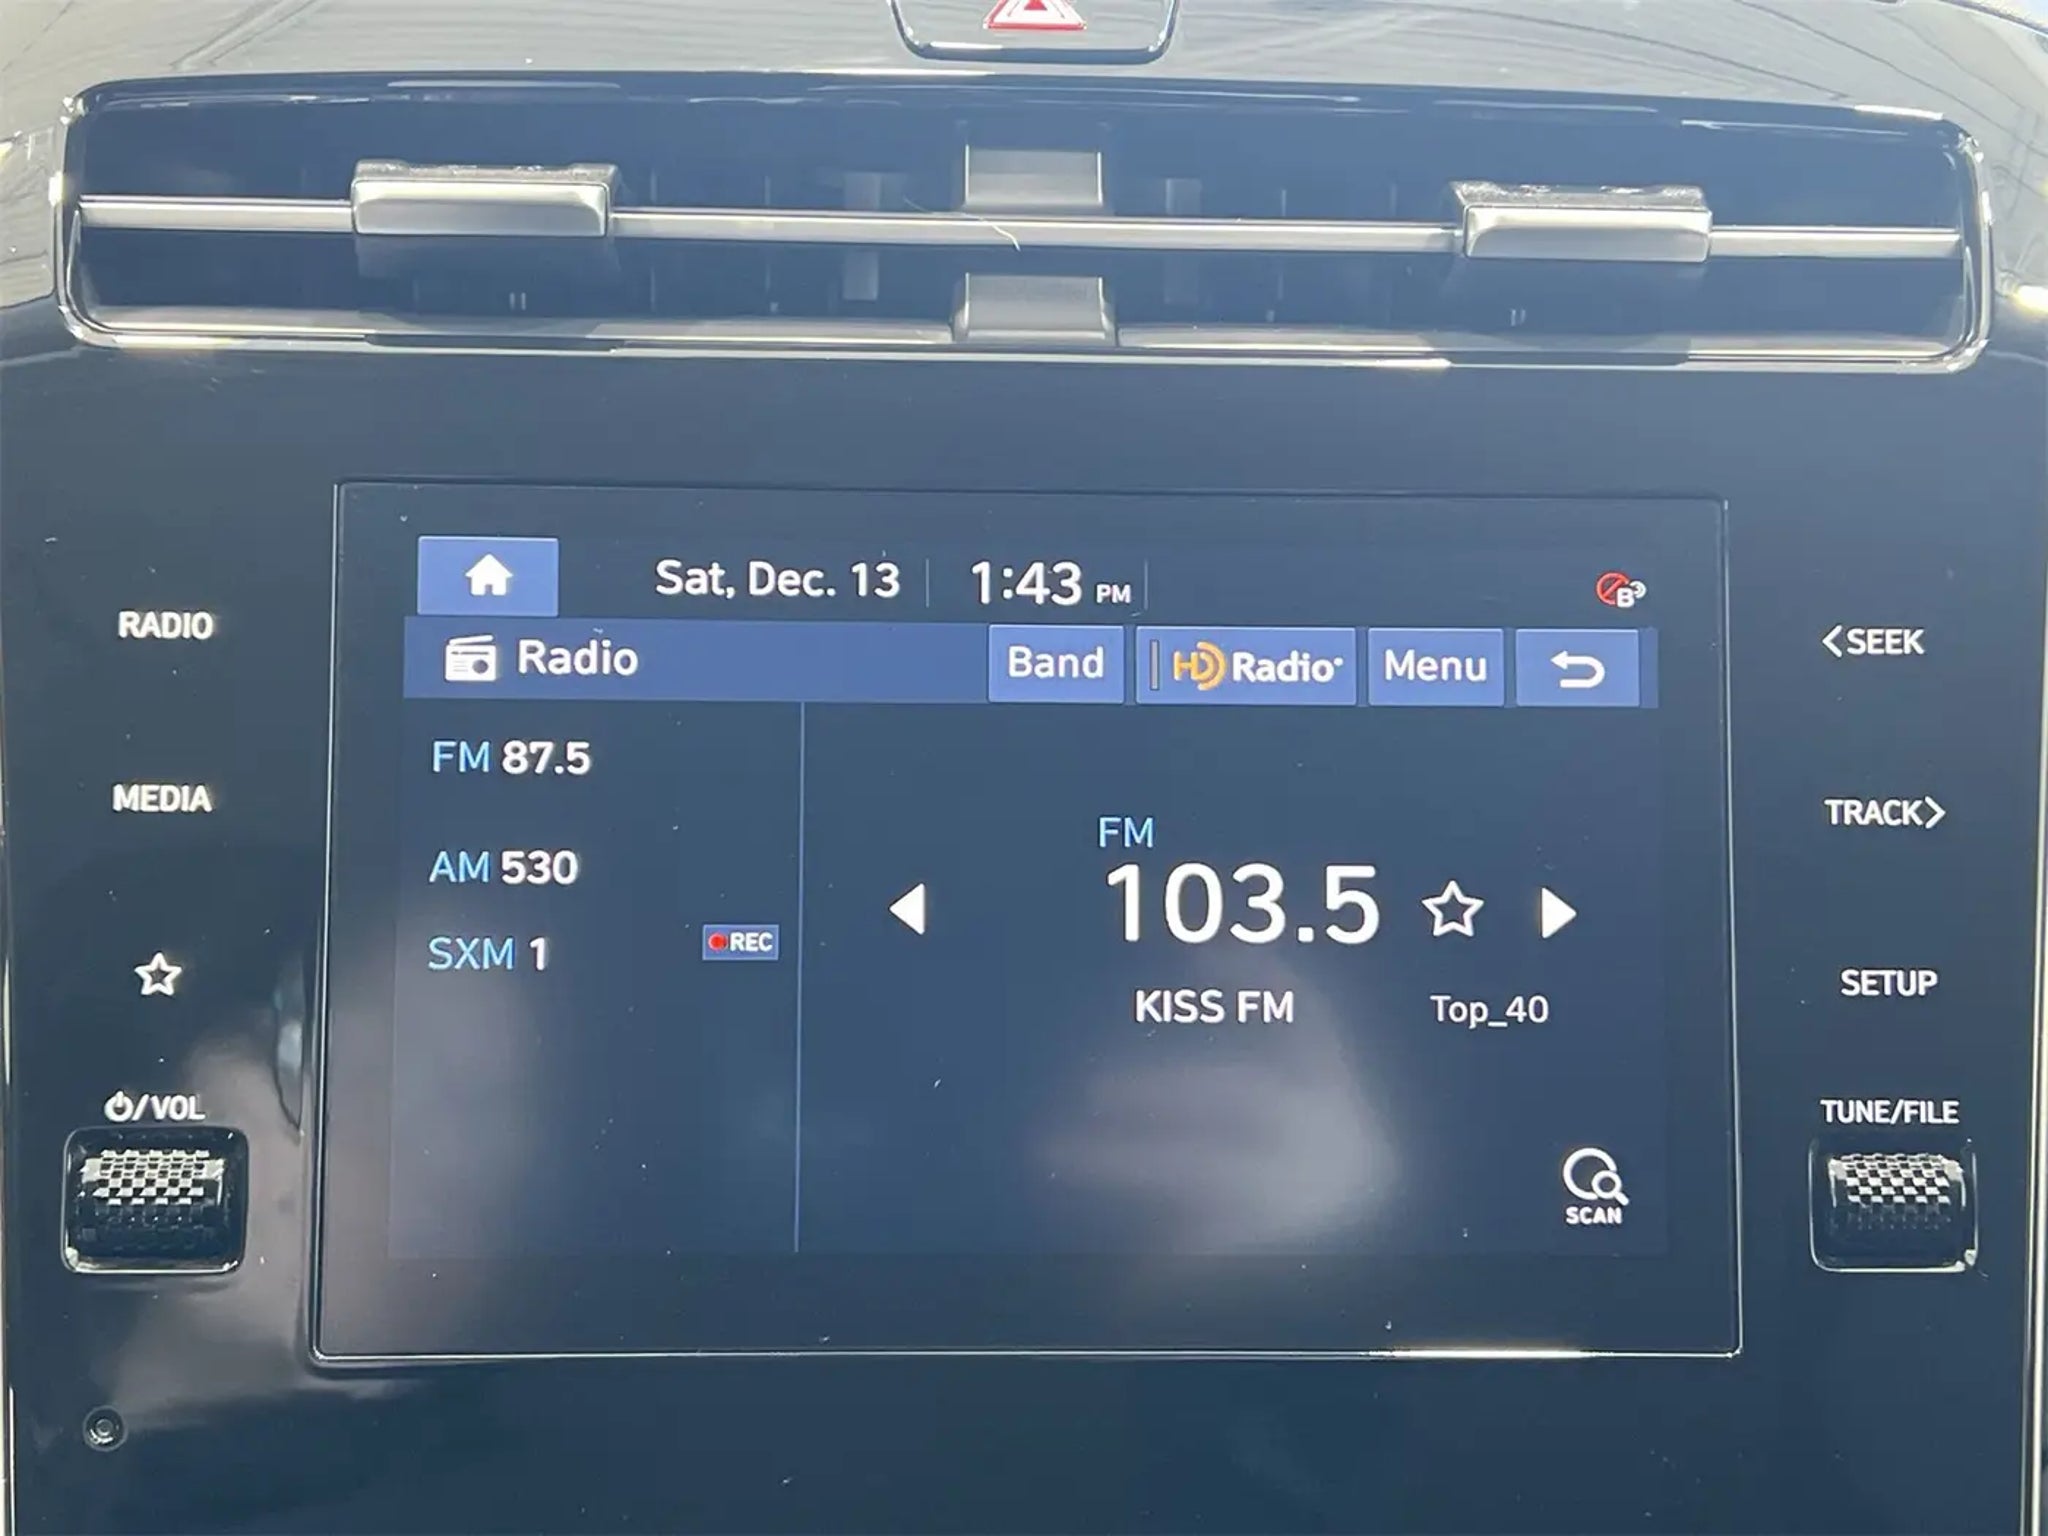 Sat, Dec. 13 1:43 PM
B
RADIO
Radio Band HD Radio Menu
<SEEK
FM 87.5
MEDIA
AM 530
SXM 1
REC
FM
103.5
KISS FM Top_40
TRACK>
SETUP
/VOL
TUNE/FILE
SCAN